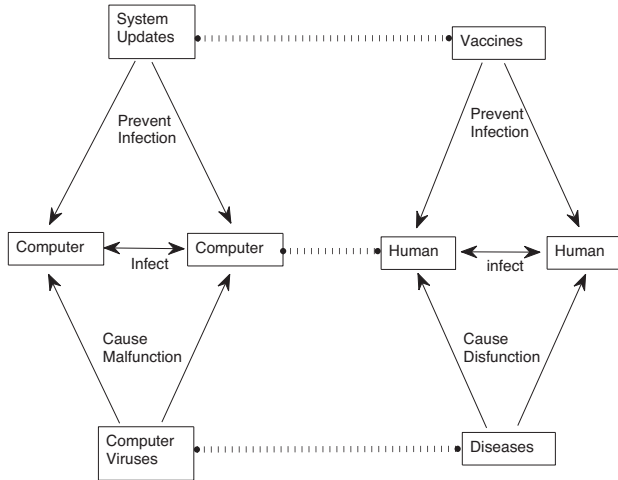 System
Updates
Vaccines
Prevent
Infection
Prevent
Infection
Computer
Computer
Human
Human
Infect
infect
Cause
Malfunction
Cause
Disfunction
Computer
Viruses
Diseases